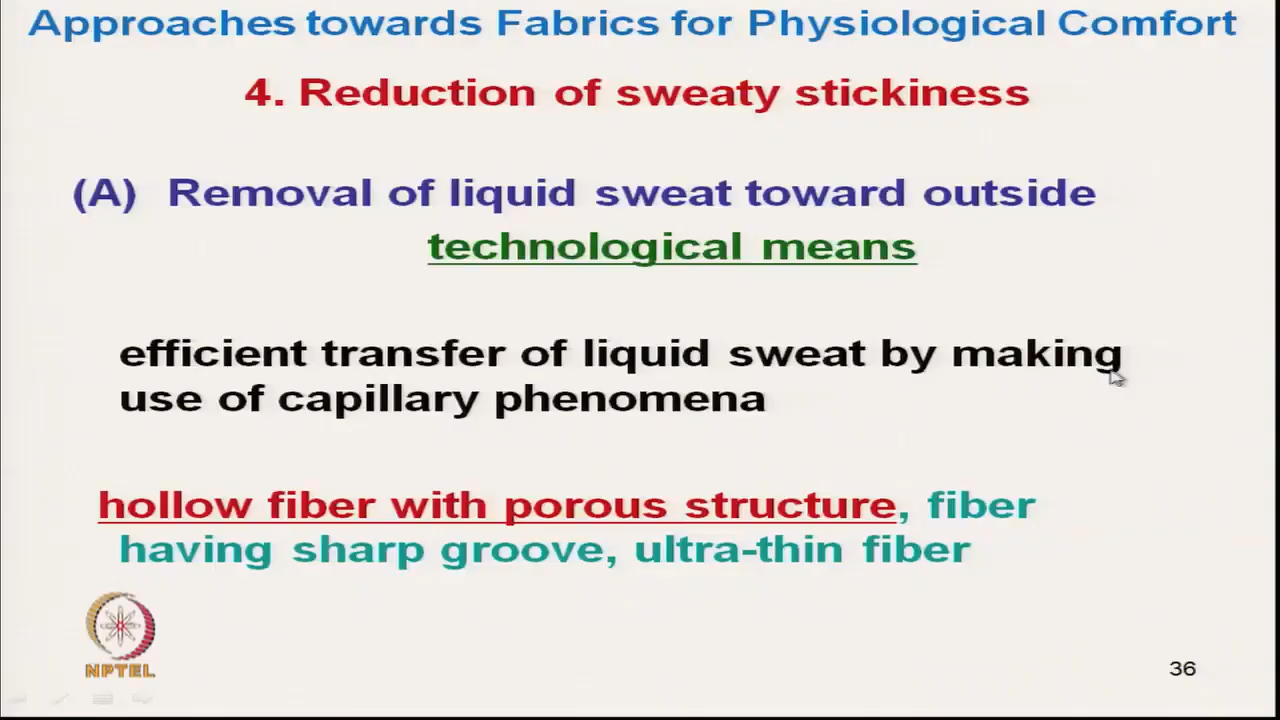 Approaches towards Fabrics for Physiological Comfort
4. Reduction of sweaty stickiness
(A) Removal of liquid sweat toward outside
technological means
efficient transfer of liquid sweat by making
use of capillary phenomena
hollow fiber with porous structure, fiber
having sharp groove, ultra-thin fiber
NPTEL
36